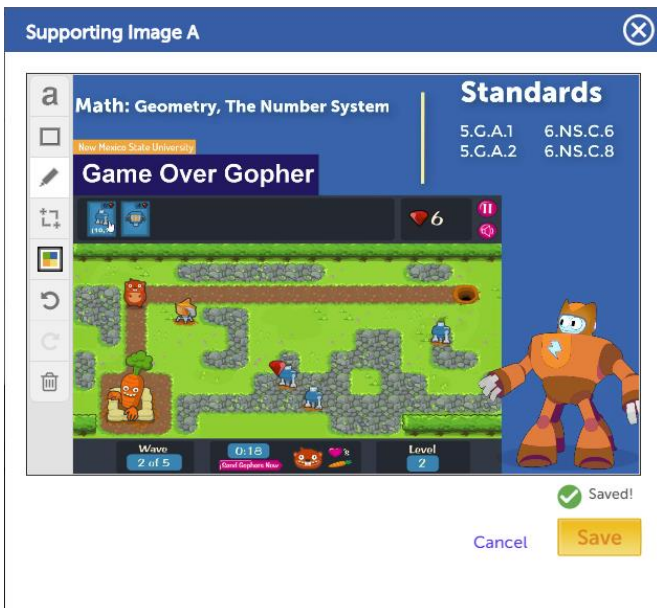 Supporting Image A
a
Math: Geometry, The Number System
New Mexico State University
Game Over Gopher
Standards
5.G.A.1 6.NS.C.6
5.G.A.2 6.NS.C.8
6
Wave
2 of 5
0:18
Level
2
Saved!
Cancel
Save